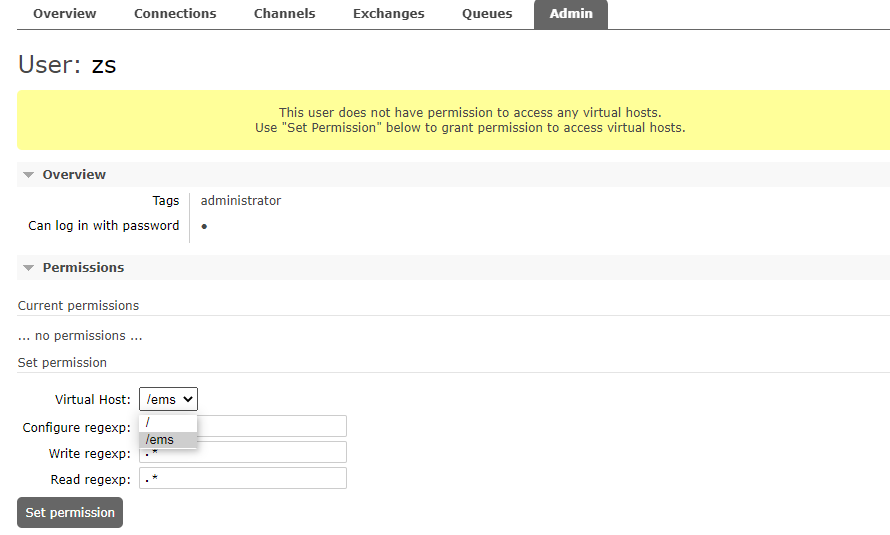 Overview Connections Channels Exchanges Queues Admin
User: zs
This user does not have permission to access any virtual hosts.
Use "Set Permission" below to grant permission to access virtual hosts.
Overview
Tags administrator
Can log in with password •
Permissions
Current permissions
... no permissions ...
Set permission
Virtual Host: /ems
/
Configure regexp:
/ems
Write regexp: .*
Read regexp: .*
Set permission